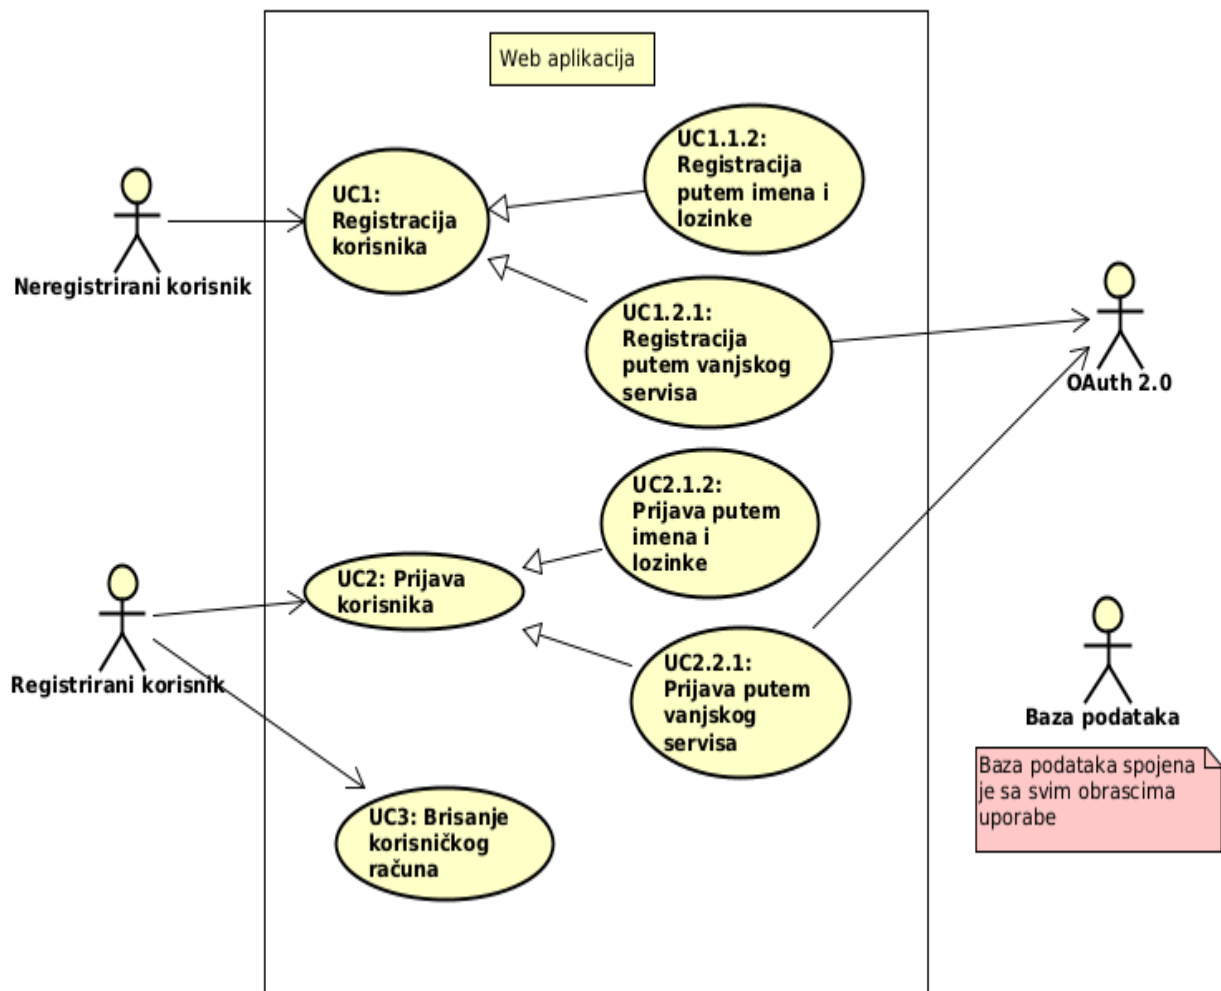 Web aplikacija
UC1.1.2:
Registracija
putem imena i
lozinke
UC1:
Registracija
korisnika
Neregistrirani korisnik
UC1.2.1:
Registracija
putem vanjskog
servisa
OAuth 2.0
UC2.1.2:
Prijava putem
imena i
lozinke
UC2: Prijava
korisnika
Registrirani korisnik
UC2.2.1:
Prijava putem
vanjskog
servisa
Baza podataka
Baza podataka spojena
je sa svim obrascima
uporabe
UC3: Brisanje
korisničkog
računa